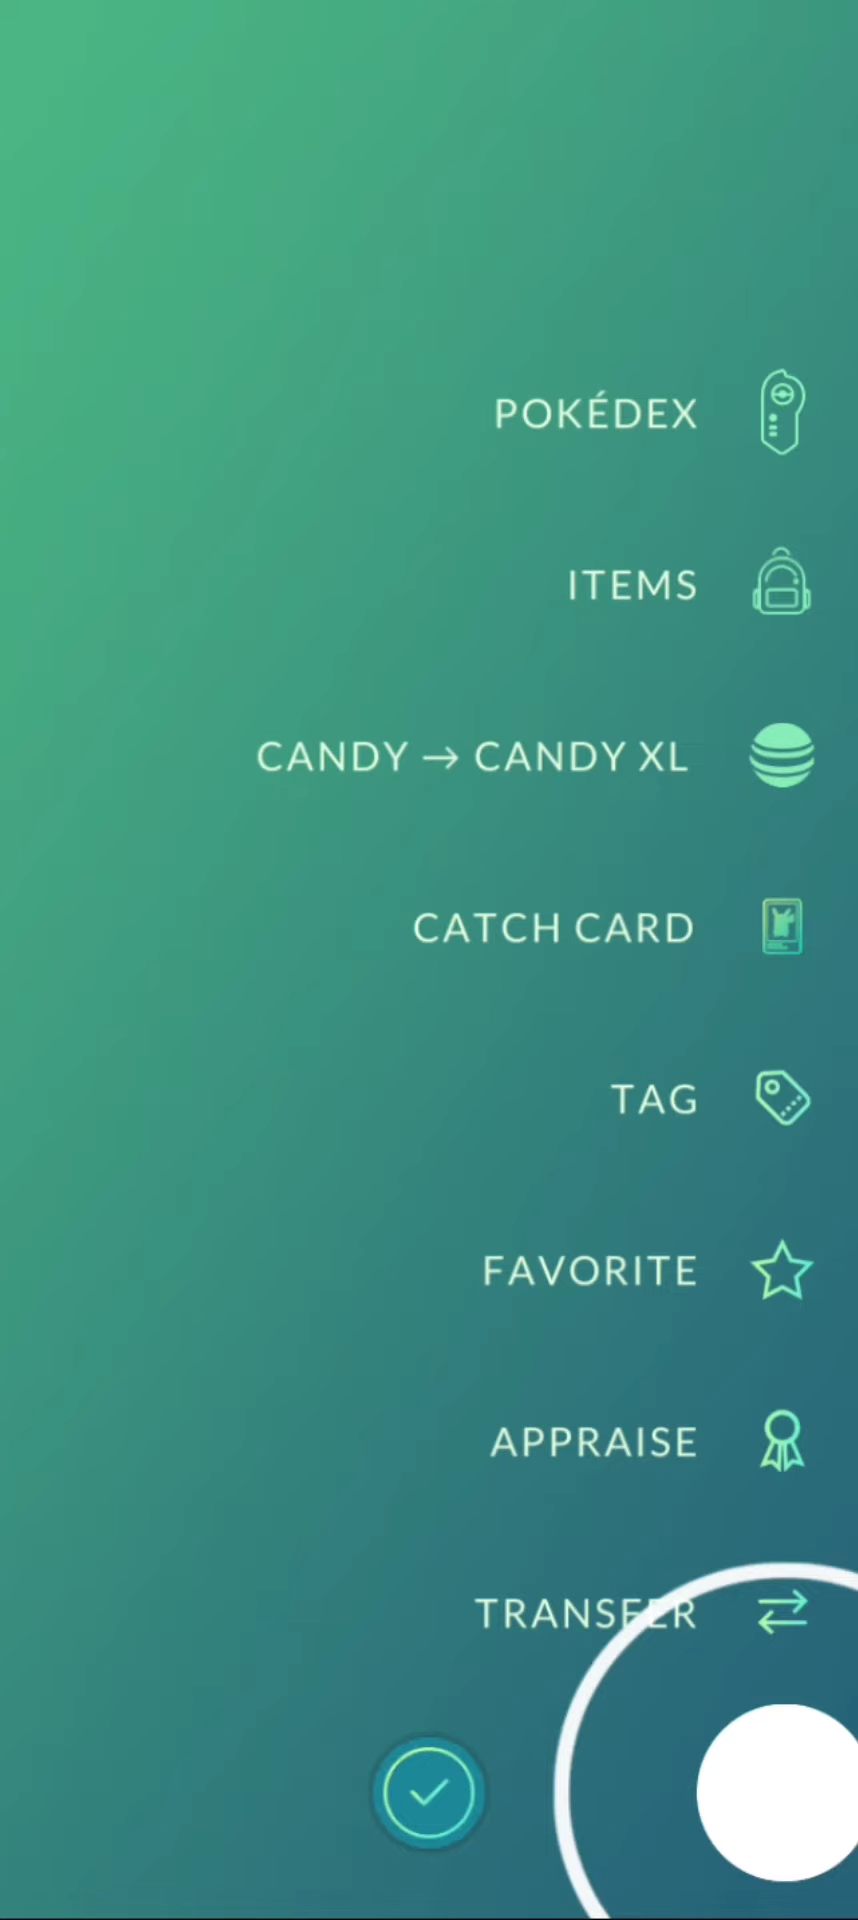 POKÉDEX
ITEMS
CANDY → CANDY XL
CATCH CARD
TAG
FAVORITE
APPRAISE
TRANSFER